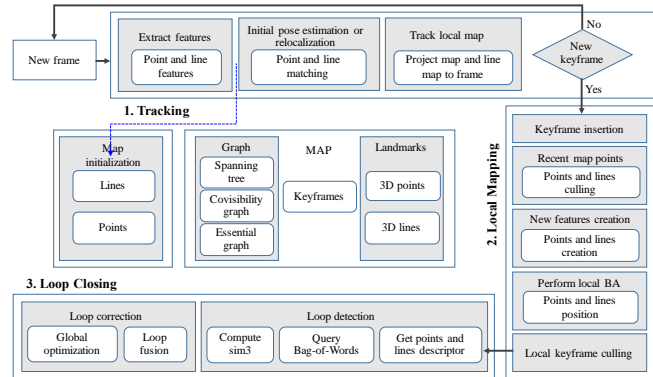 New frame
Extract features
Point and line
features
Initial pose estimation or
relocalization
Point and line
matching
Track local map
Project map and line
map to frame
No
New
keyframe
Yes
1. Tracking
Map
initialization
Lines
Points
Graph
Spanning
tree
Covisibility
graph
Essential
graph
MAP
Keyframes
Landmarks
3D points
3D lines
2. Local Mapping
Keyframe insertion
Recent map points
Points and lines
culling
New features creation
Points and lines
creation
Perform local BA
Points and lines
position
Local keyframe culling
3. Loop Closing
Loop correction
Global
optimization
Loop
fusion
Loop detection
Compute
sim3
Query
Bag-of-Words
Get points and
lines descriptor